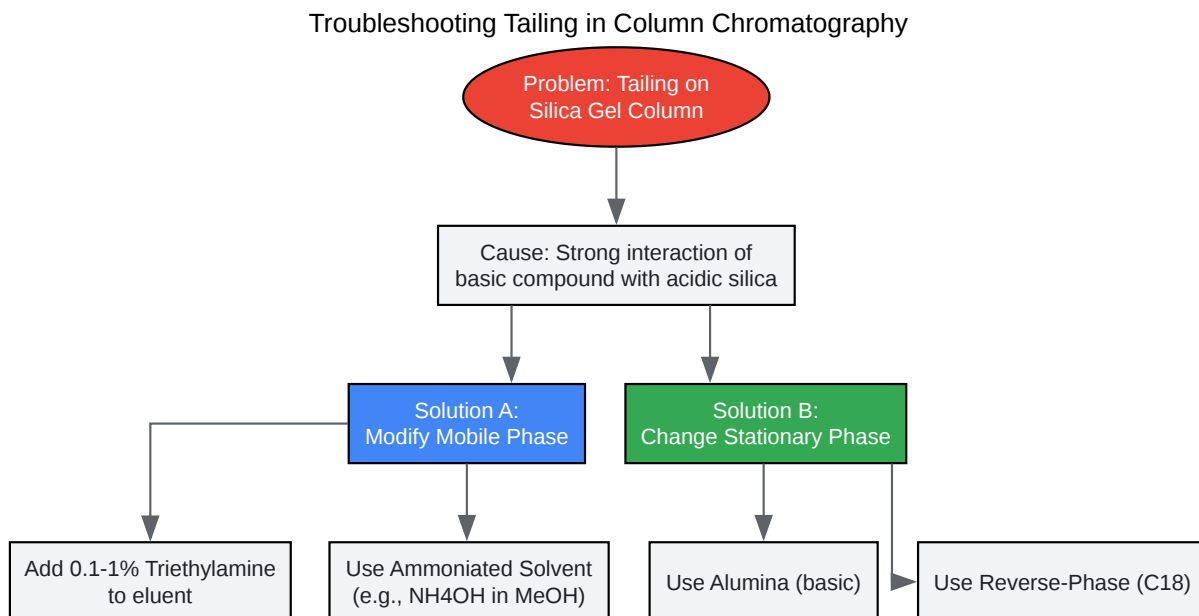 Troubleshooting Tailing in Column Chromatography
Problem: Tailing on
Silica Gel Column
Cause: Strong interaction of
basic compound with acidic silica
Solution A:
Modify Mobile Phase
Solution B:
Change Stationary Phase
Add 0.1-1% Triethylamine
to eluent
Use Ammoniated Solvent
(e.g., NH4OH in MeOH)
Use Alumina (basic)
Use Reverse-Phase (C18)